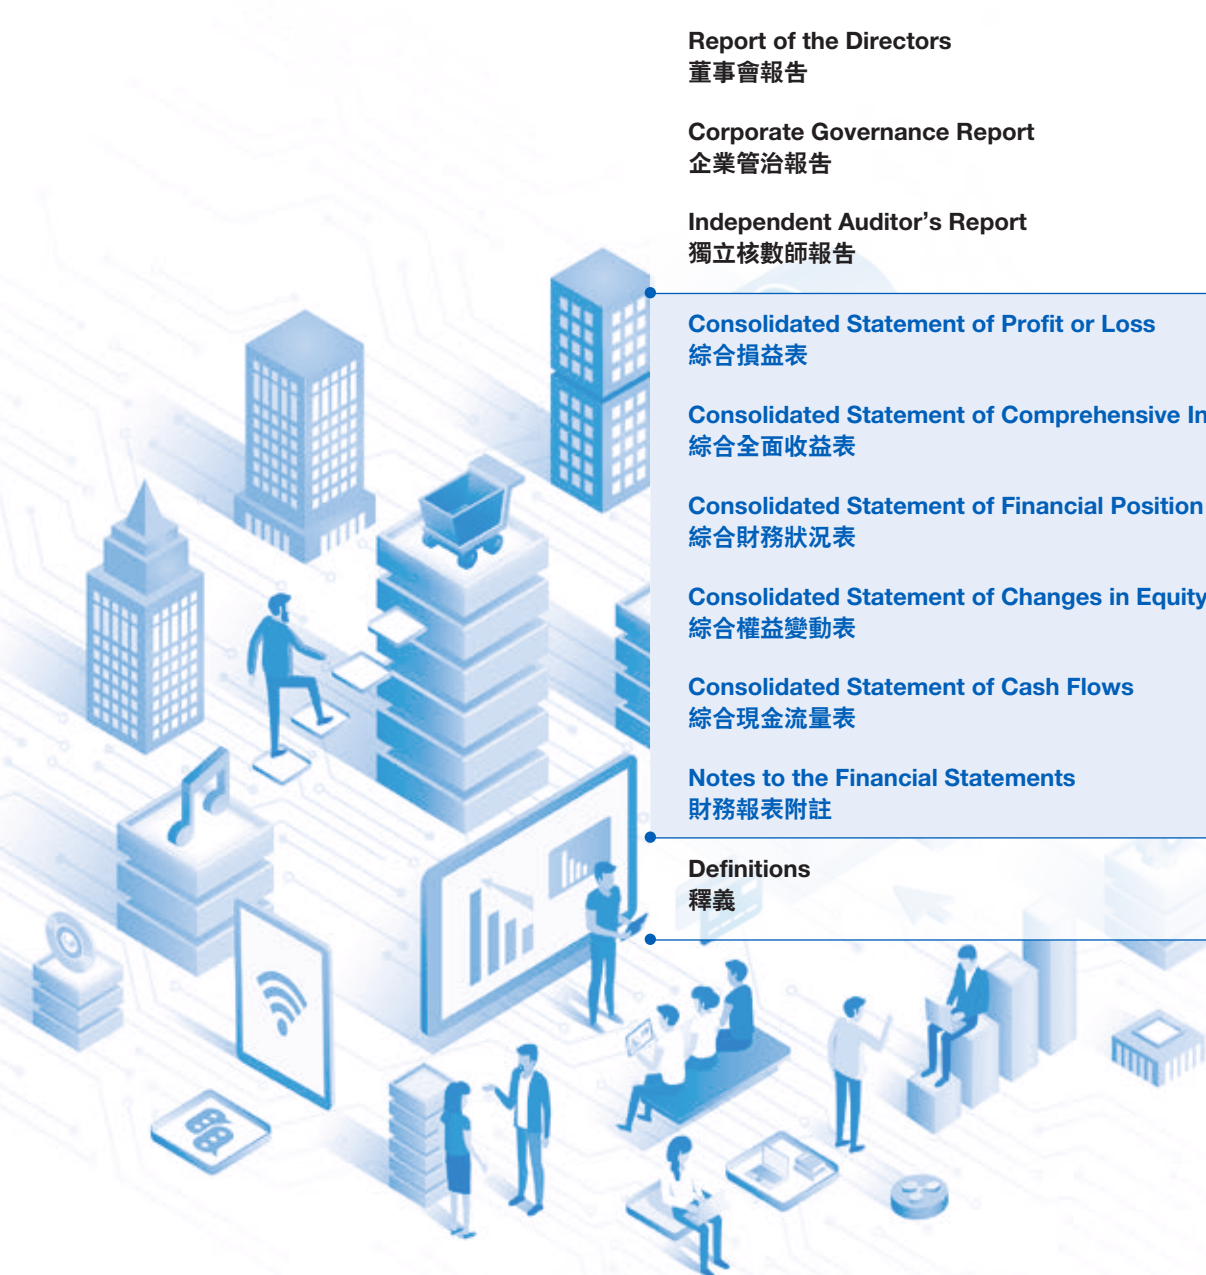 Report of the Directors
董事會報告
Corporate Governance Report
企業管治報告
Independent Auditor's Report
獨立核數師報告
Consolidated Statement of Profit or Loss
綜合損益表
Consolidated Statement of Comprehensive In
綜合全面收益表
Consolidated Statement of Financial Position
綜合財務狀況表
Consolidated Statement of Changes in Equity
綜合權益變動表
Consolidated Statement of Cash Flows
綜合現金流量表
Notes to the Financial Statements
財務報表附註
Definitions
釋義